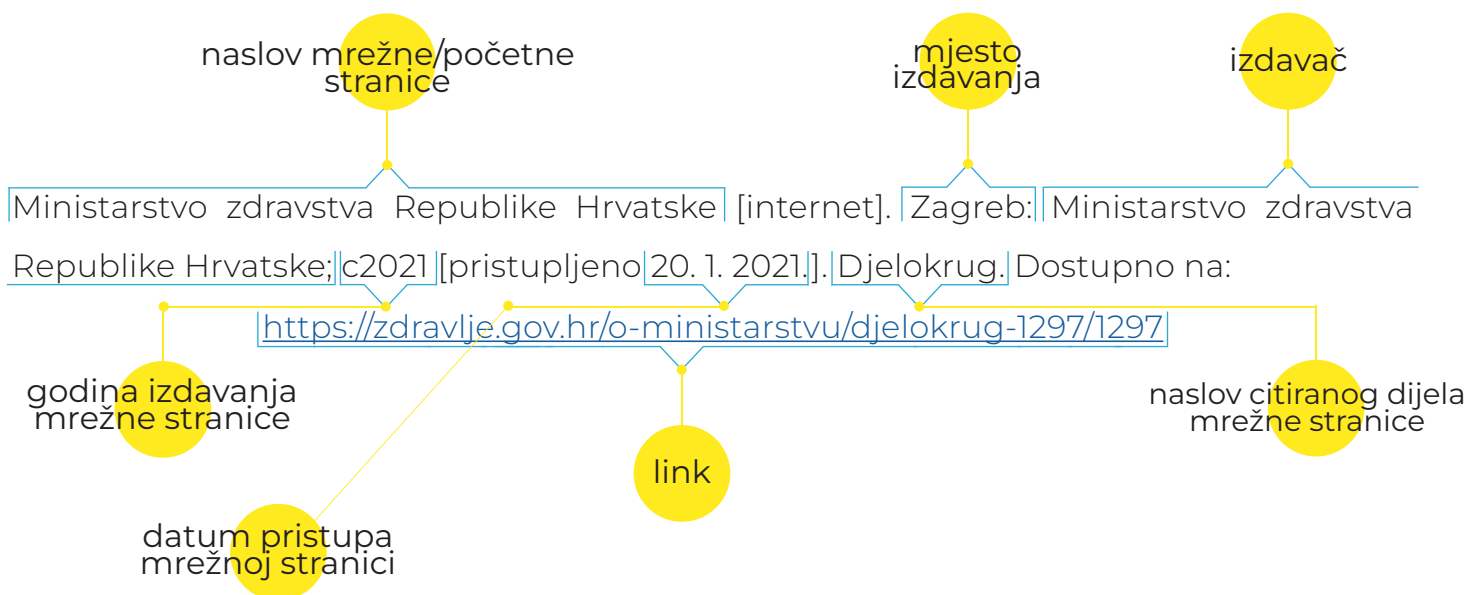 naslov mrežne/početne
stranice
mjesto
izdavanja
izdavač
Ministarstvo zdravstva Republike Hrvatske [internet]. Zagreb: Ministarstvo zdravstva
Republike Hrvatske; c2021 [pristupljeno 20. 1. 2021.]. Djelokrug. Dostupno na:
https://zdravlje.gov.hr/o-ministarstvu/djelokrug-1297/1297
godina izdavanja
mrežne stranice
naslov citiranog dijela
mrežne stranice
link
datum pristupa
mrežnoj stranici